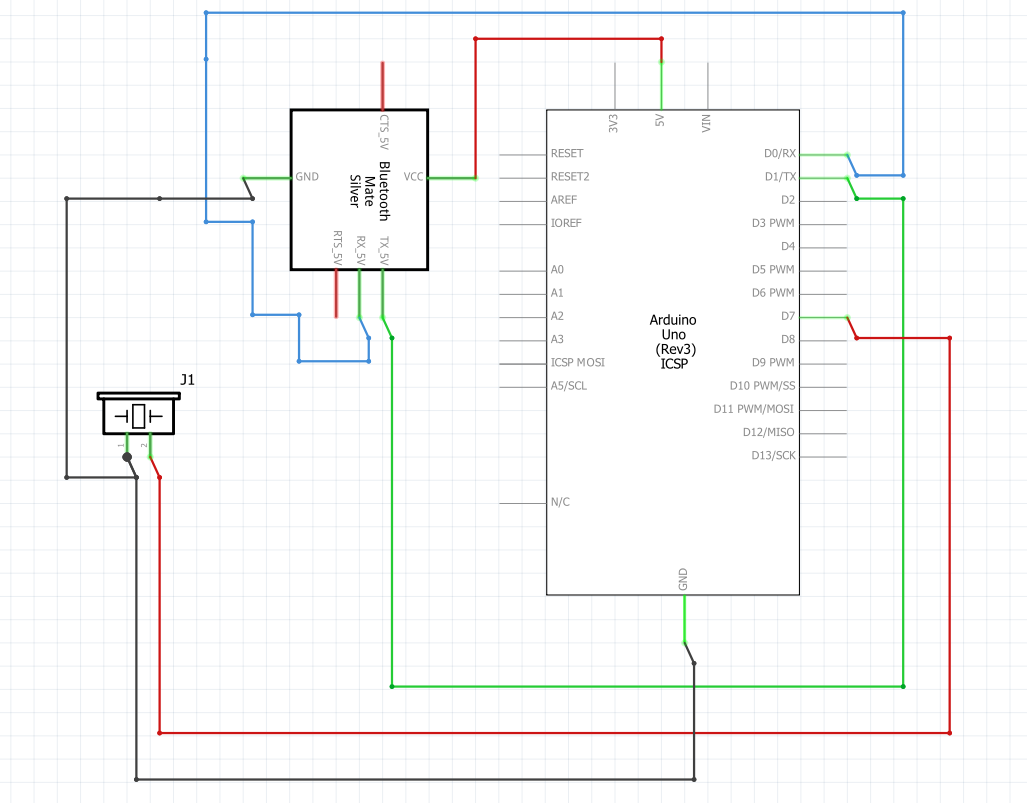 CTS_5V
GND
VCC
Bluetooth
Mate
Silver
RTS_5V
RX_5V
TX_5V
J1
1
2
3V3
5V
VIN
RESET
RESET2
AREF
IOREF
A0
A1
A2
A3
ICSP MOSI
A5/SCL
N/C
Arduino
Uno
(Rev3)
ICSP
D0/RX
D1/TX
D2
D3 PWM
D4
D5 PWM
D6 PWM
D7
D8
D9 PWM
D10 PWM/SS
D11 PWM/MOSI
D12/MISO
D13/SCK
GND